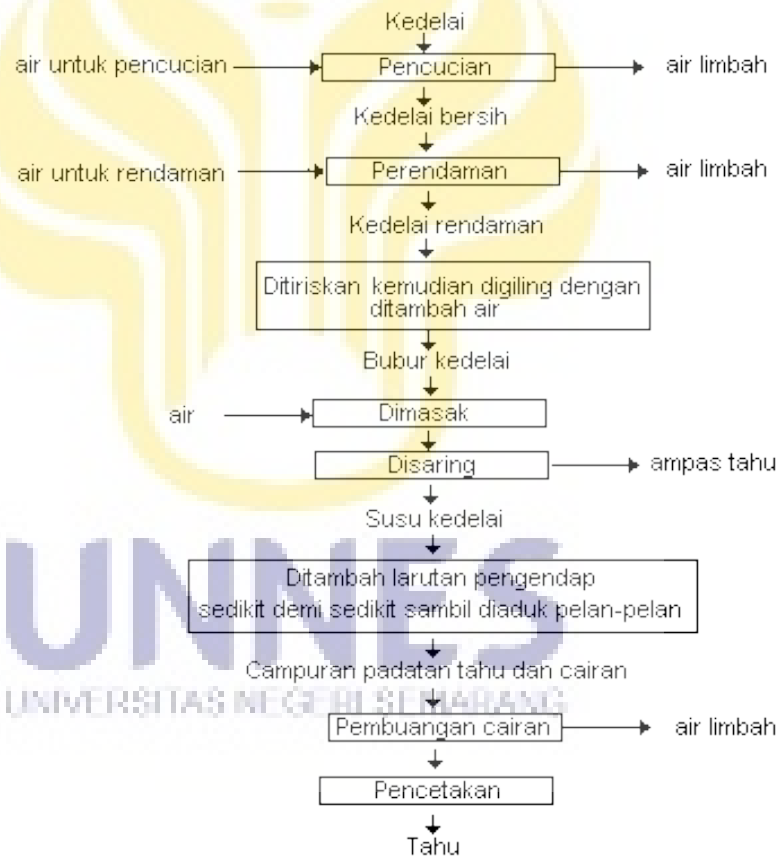 Kedelai
air untuk pencucian
Pencucian
air limbah
Kedelai bersih
air untuk rendaman
Perendaman
air limbah
Kedelai rendaman
Ditiriskan kemudian digiling dengan
ditambah air
Bubur kedelai
air
Dimasak
Disaring
ampas tahu
Susu kedelai
Ditambah larutan pengendap
sedikit demi sedikit sambil diaduk pelan-pelan
UNNES
Campuran padatan tahu dan cairan
UNIVERSITAS NEGERI SEMARANG
Pembuangan cairan
air limbah
Pencetakan
Tahu